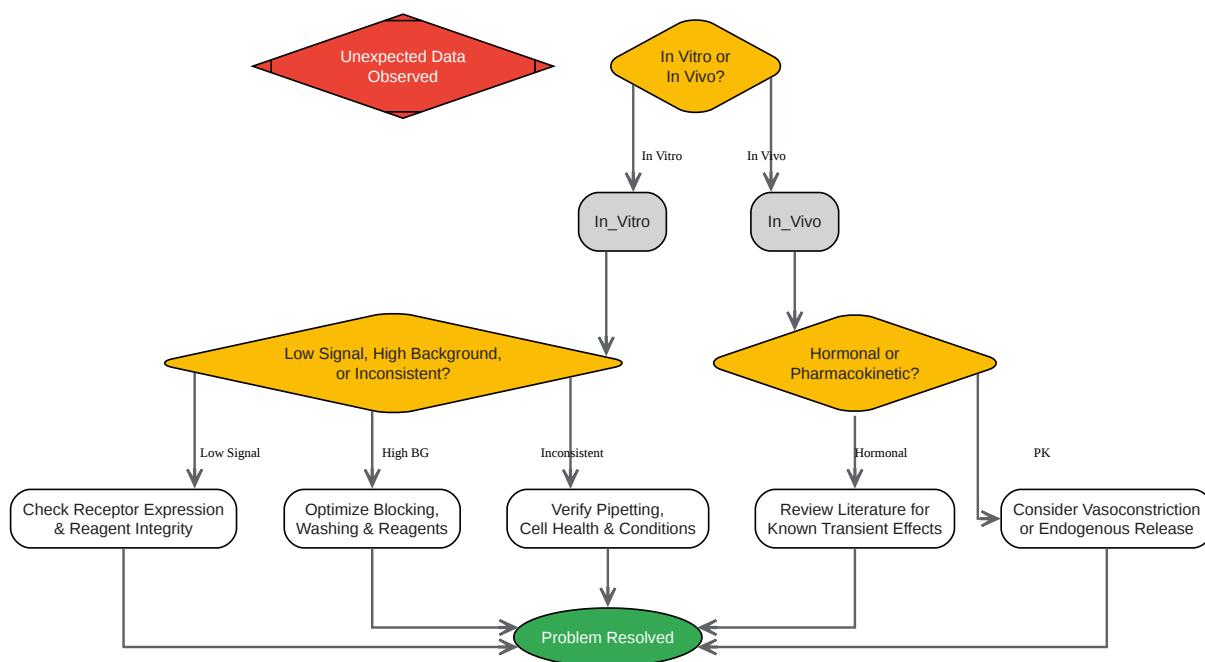 Unexpected Data
Observed
In Vitro or
In Vivo?
In Vitro
In Vivo
In_Vitro
In_Vivo
Low Signal, High Background,
or Inconsistent?
Hormonal or
Pharmacokinetic?
Low Signal
High BG
Inconsistent
Hormonal
PK
Check Receptor Expression
& Reagent Integrity
Optimize Blocking,
Washing & Reagents
Verify Pipetting,
Cell Health & Conditions
Review Literature for
Known Transient Effects
Consider Vasoconstriction
or Endogenous Release
Problem Resolved